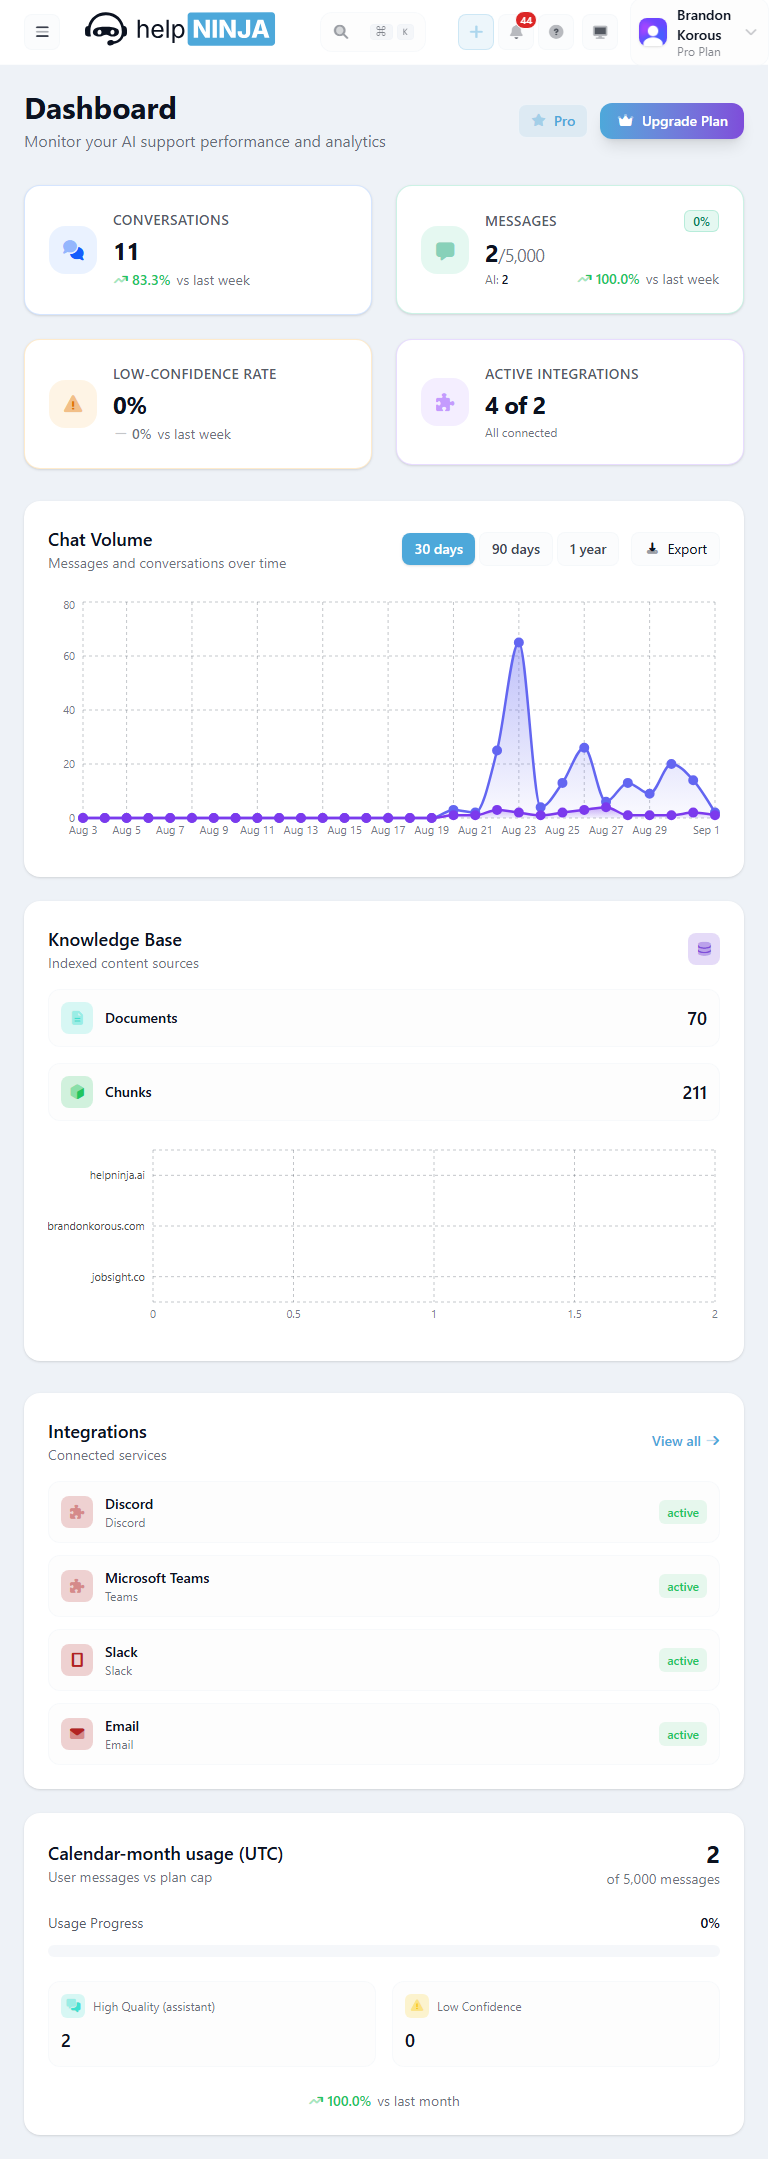 help NINJA
⌘ K
44
Brandon
Korous
Pro Plan
Dashboard
Monitor your AI support performance and analytics
Pro
Upgrade Plan
CONVERSATIONS
11
83.3% vs last week
MESSAGES
0%
2/5,000
AI: 2
100.0% vs last week
LOW-CONFIDENCE RATE
0%
0% vs last week
ACTIVE INTEGRATIONS
4 of 2
All connected
Chat Volume
Messages and conversations over time
30 days
90 days
1 year
Export
80
60
40
20
0
Aug 3 Aug 5 Aug 7 Aug 9 Aug 11 Aug 13 Aug 15 Aug 17 Aug 19 Aug 21 Aug 23 Aug 25 Aug 27 Aug 29 Sep 1
Knowledge Base
Indexed content sources
Documents 70
Chunks 211
helpninja.ai
brandonkorous.com
jobsight.co
0 0.5 1 1.5 2
Integrations
Connected services
View all →
Discord
Discord
active
Microsoft Teams
Teams
active
Slack
Slack
active
Email
Email
active
Calendar-month usage (UTC)
User messages vs plan cap
2
of 5,000 messages
Usage Progress 0%
High Quality (assistant)
2
Low Confidence
0
100.0% vs last month